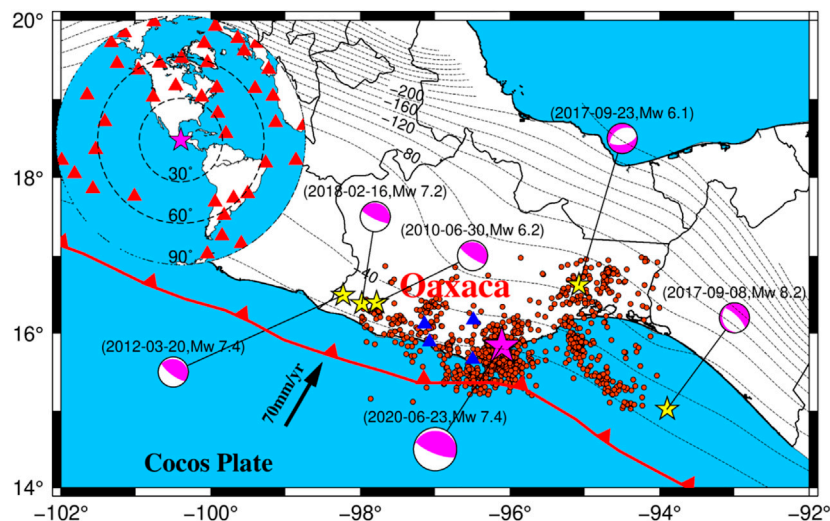 20°
18°
16°
14°
−102°
−100°
−98°
−96°
−94°
−92°
30°
60°
90°
−200
−160
−120
−80
−40
(2017-09-23,Mw 6.1)
(2018-02-16,Mw 7.2)
(2010-06-30,Mw 6.2)
Oaxaca
(2017-09-08,Mw 8.2)
(2012-03-20,Mw 7.4)
70mm/yr
(2020-06-23,Mw 7.4)
Cocos Plate